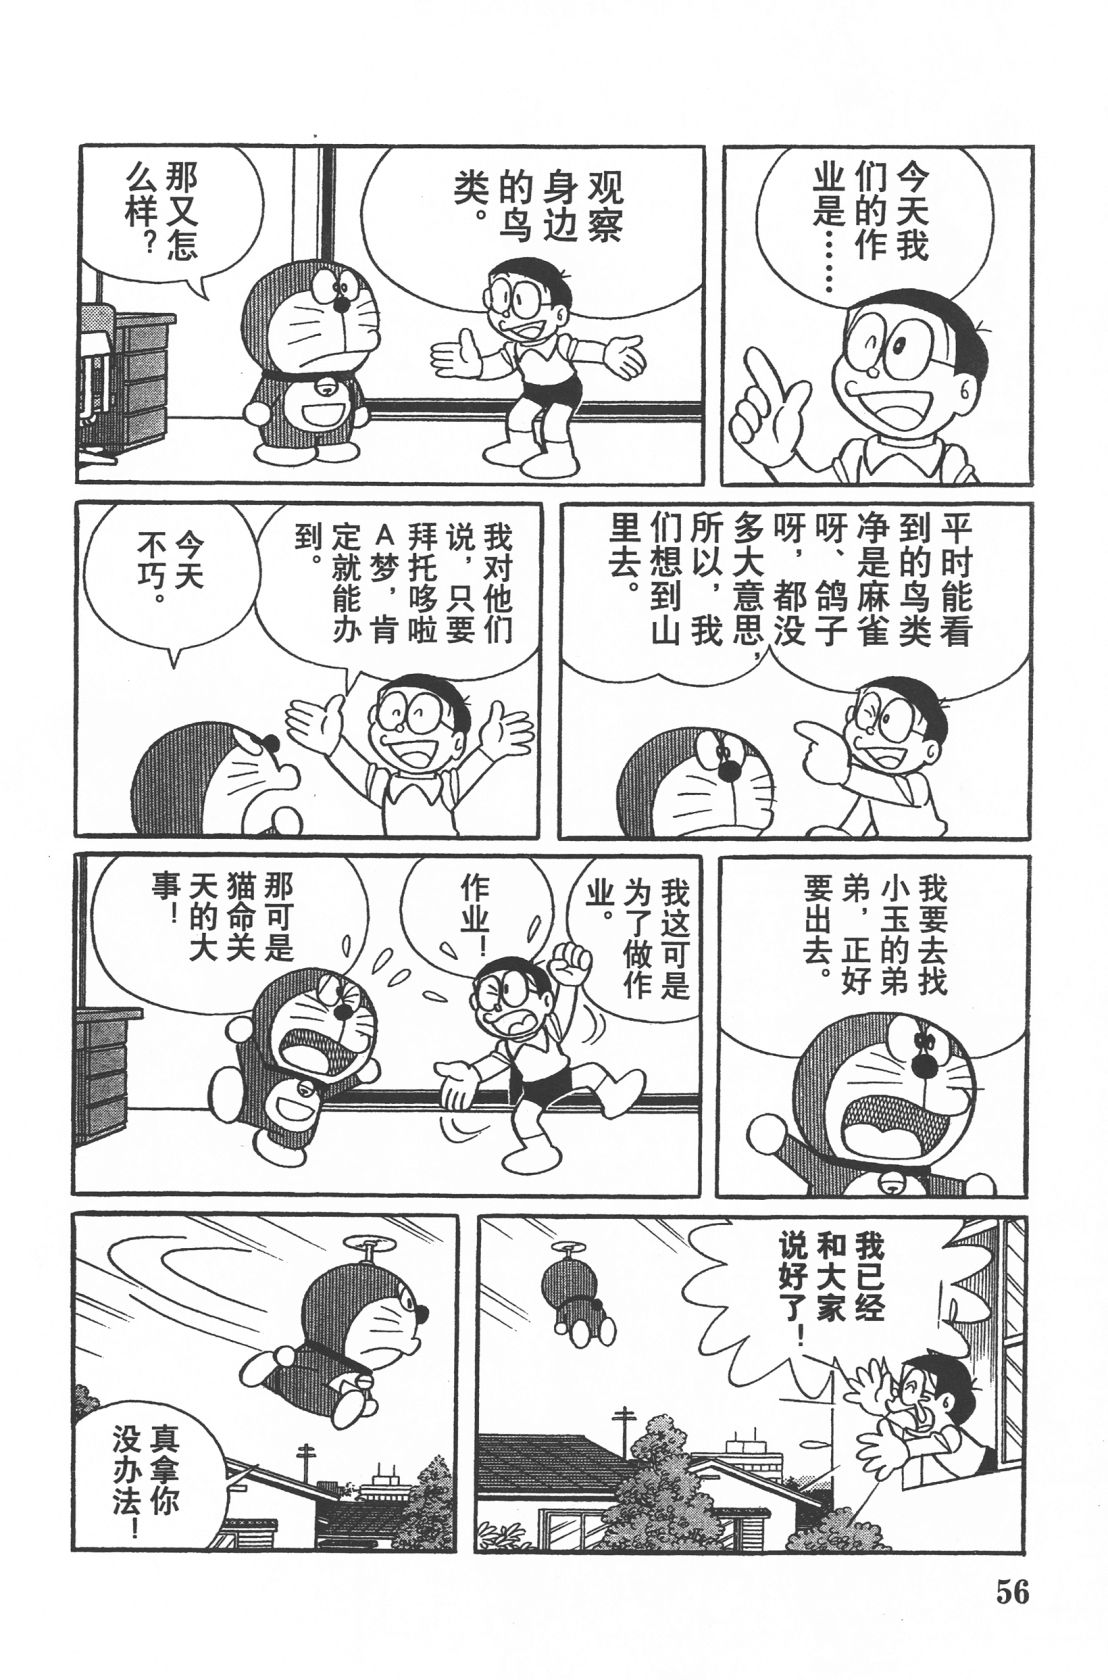 今天我
们的作
业是……
观察
身边
的鸟
类。
那又怎
么样？
平时能看
到的鸟类
净是麻雀
呀、鸽子
呀，都没
多大意思，
所以，我
们想到山
里去。
我对他们
说，只要
拜托哆啦
A梦，肯
定就能办
到。
今天
不巧。
我要去找
小玉的弟
弟，正好
要出去。
我这可是
为了做作
业。
作业！
那可是
猫命关
天的大
事！
我已经
和大家
说好了！
真拿你
没办法！
56